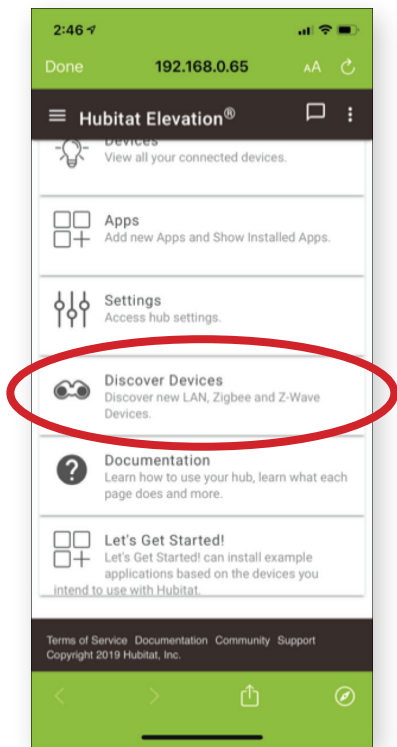 2:46
Done 192.168.0.65 AA
Hubitat Elevation®
Devices
View all your connected devices.
Apps
Add new Apps and Show Installed Apps.
Settings
Access hub settings.
Discover Devices
Discover new LAN, Zigbee and Z-Wave
Devices.
Documentation
Learn how to use your hub, learn what each
page does and more.
Let's Get Started!
Let's Get Started! can install example
applications based on the devices you
intend to use with Hubitat.
Terms of Service Documentation Community Support
Copyright 2019 Hubitat, Inc.